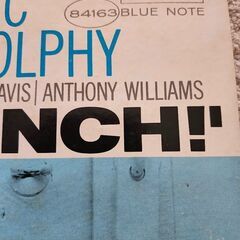 84163 BLUE NOTE
C
OLPHY
AVIS | ANTHONY WILLIAMS
NCH!"